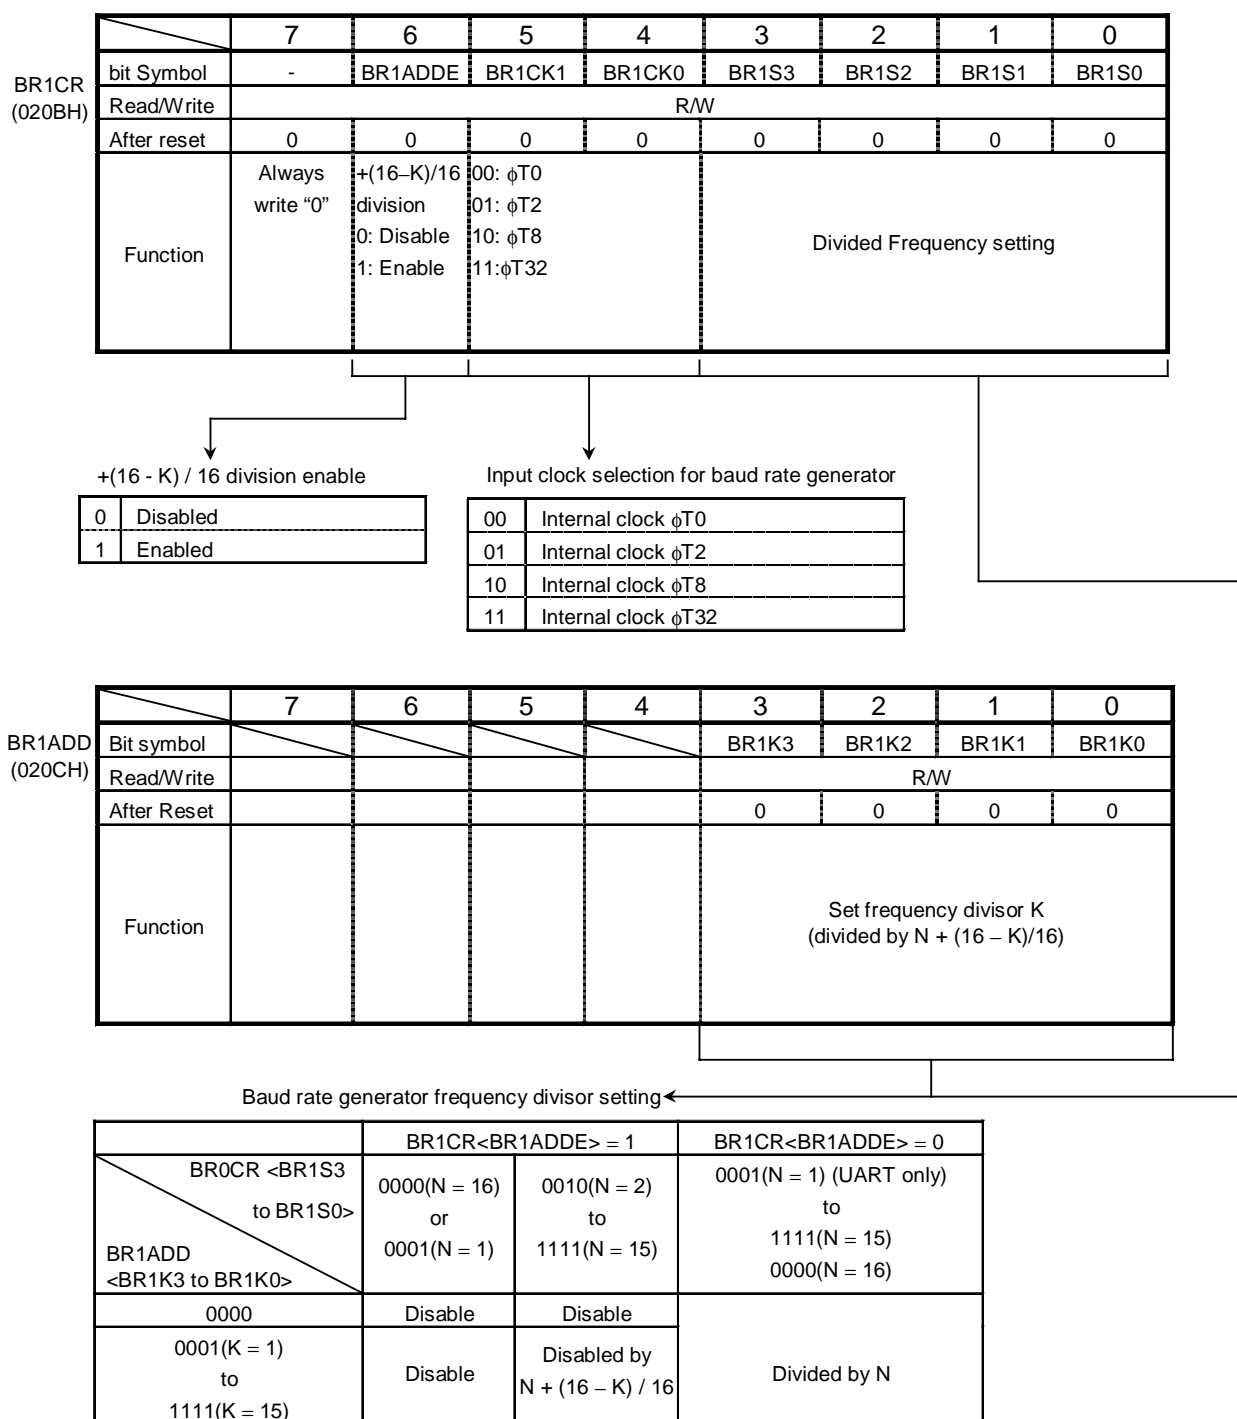 7 6 5 4 3 2 1 0
BR1CR
(020BH)
bit Symbol - BR1ADDE BR1CK1 BR1CK0 BR1S3 BR1S2 BR1S1 BR1S0
Read/Write R/W
After reset 0 0 0 0 0 0 0 0
Function
Always
write “0”
+(16–K)/16
division
0: Disable
1: Enable
00: ϕT0
01: ϕT2
10: ϕT8
11:ϕT32
Divided Frequency setting
+(16 - K) / 16 division enable
0 Disabled
1 Enabled
Input clock selection for baud rate generator
00 Internal clock ϕT0
01 Internal clock ϕT2
10 Internal clock ϕT8
11 Internal clock ϕT32
7 6 5 4 3 2 1 0
BR1ADD
(020CH)
Bit symbol BR1K3 BR1K2 BR1K1 BR1K0
Read/Write R/W
After Reset 0 0 0 0
Function
Set frequency divisor K
(divided by N + (16 – K)/16)
Baud rate generator frequency divisor setting
BR1CR<BR1ADDE> = 1 BR1CR<BR1ADDE> = 0
BR0CR <BR1S3
to BR1S0>
BR1ADD
<BR1K3 to BR1K0>
0000(N = 16)
or
0001(N = 1)
0010(N = 2)
to
1111(N = 15)
0001(N = 1) (UART only)
to
1111(N = 15)
0000(N = 16)
0000 Disable Disable
0001(K = 1)
to
1111(K = 15)
Disable
Disabled by
N + (16 – K) / 16
Divided by N